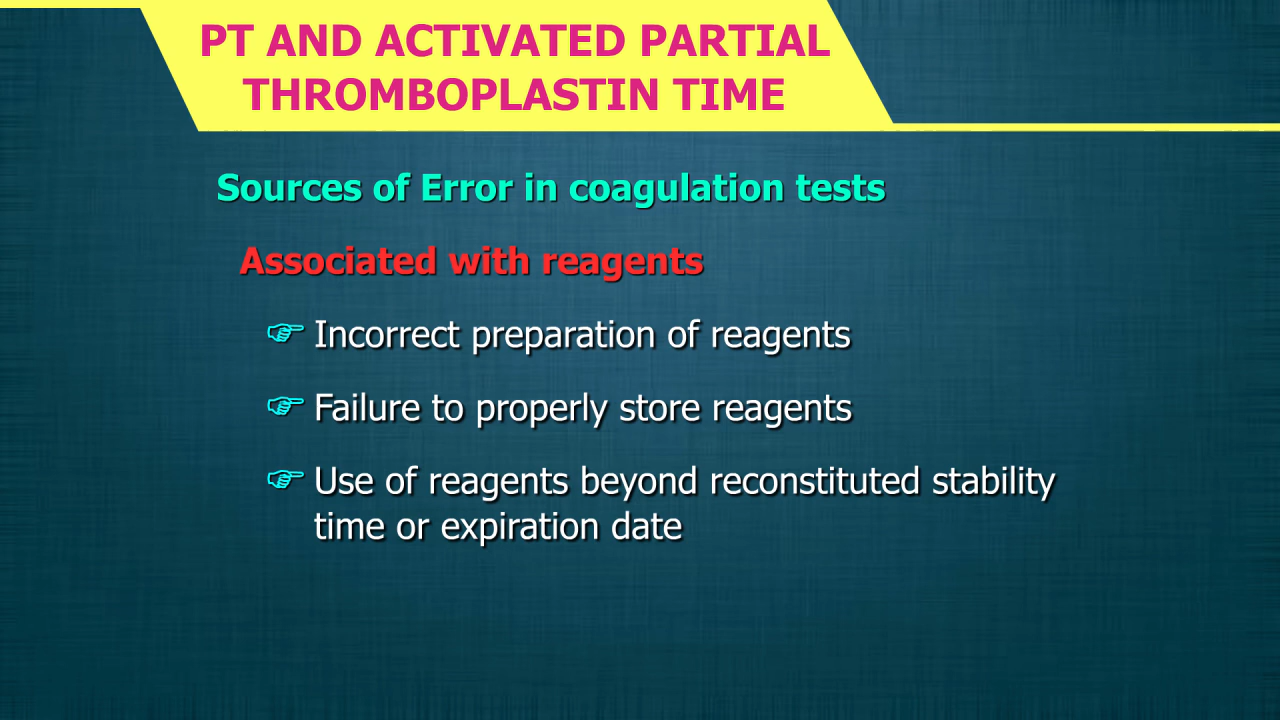 PT AND ACTIVATED PARTIAL
THROMBOPLASTIN TIME
Sources of Error in coagulation tests
Associated with reagents
☞ Incorrect preparation of reagents
☞ Failure to properly store reagents
☞ Use of reagents beyond reconstituted stability
time or expiration date